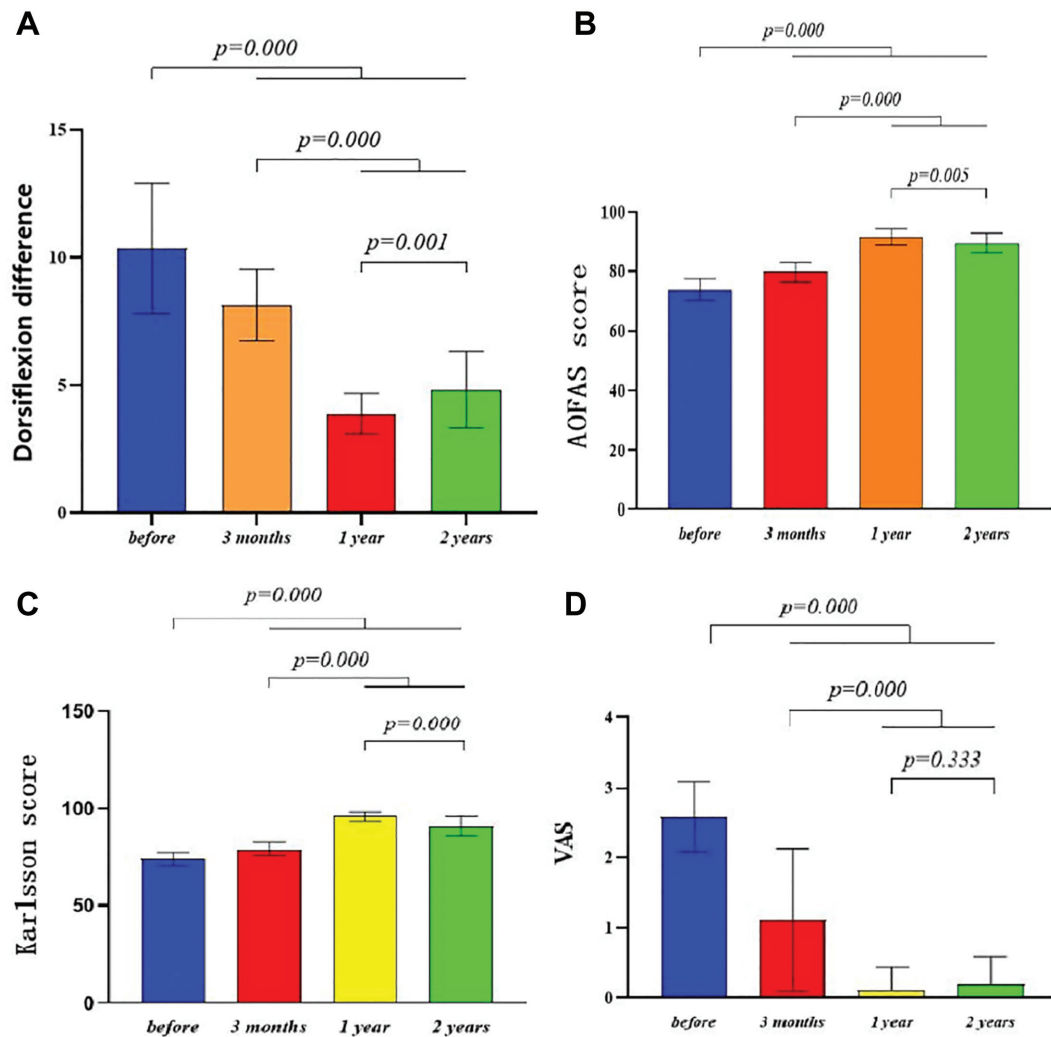 A
p=0.000
p=0.000
p=0.001
Dorsiflexion difference
15
10
5
0
before 3 months 1 year 2 years
B
p=0.000
p=0.000
p=0.005
AOFAS score
100
80
60
40
20
0
before 3 months 1 year 2 years
C
p=0.000
p=0.000
p=0.000
Karlsson score
150
100
50
0
before 3 months 1 year 2 years
D
p=0.000
p=0.000
p=0.333
VAS
4
3
2
1
0
before 3 months 1 year 2 years